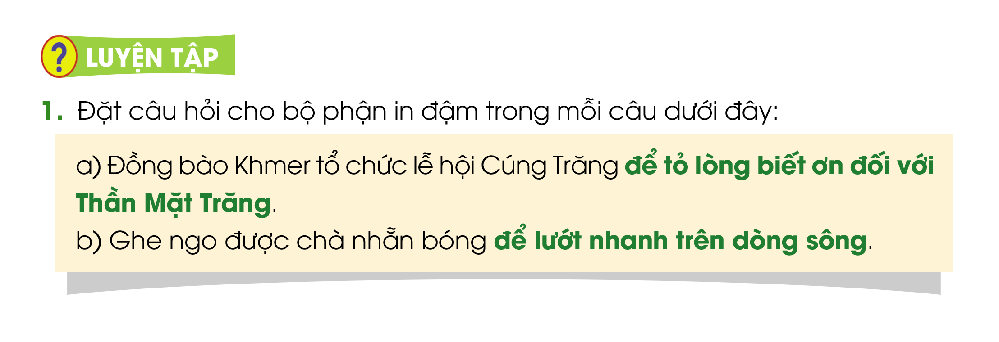 ? LUYỆN TẬP
1. Đặt câu hỏi cho bộ phận in đậm trong mỗi câu dưới đây:
a) Đồng bào Khmer tổ chức lễ hội Cúng Trăng để tỏ lòng biết ơn đối với
Thần Mặt Trăng.
b) Ghe ngo được chà nhẵn bóng để lướt nhanh trên dòng sông.